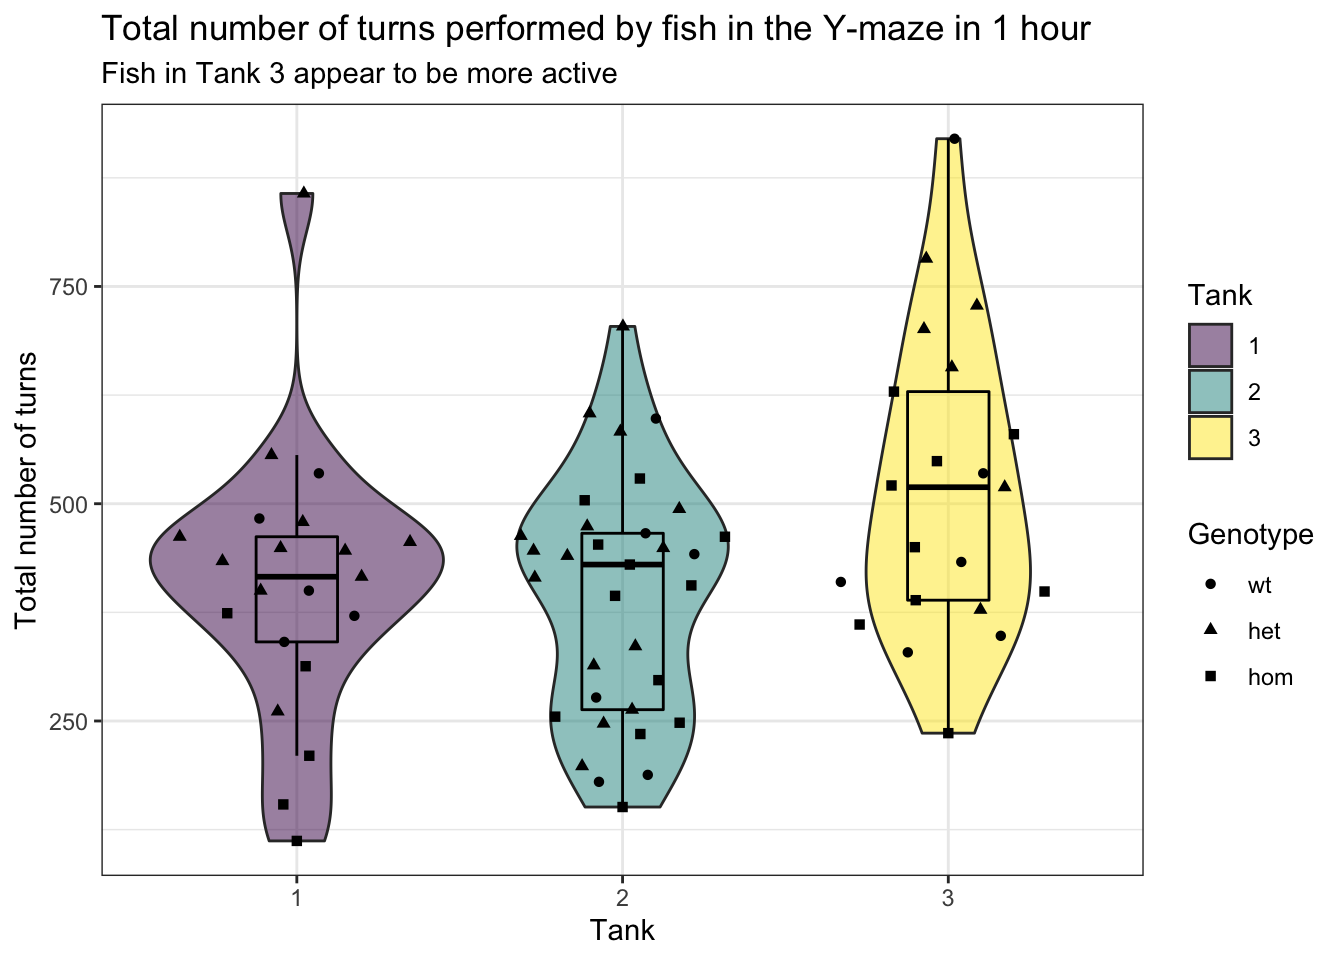 Total number of turns performed by fish in the Y-maze in 1 hour
Fish in Tank 3 appear to be more active
Total number of turns
750
500
250
1
2
3
Tank
Tank
1
2
3
Genotype
wt
het
hom